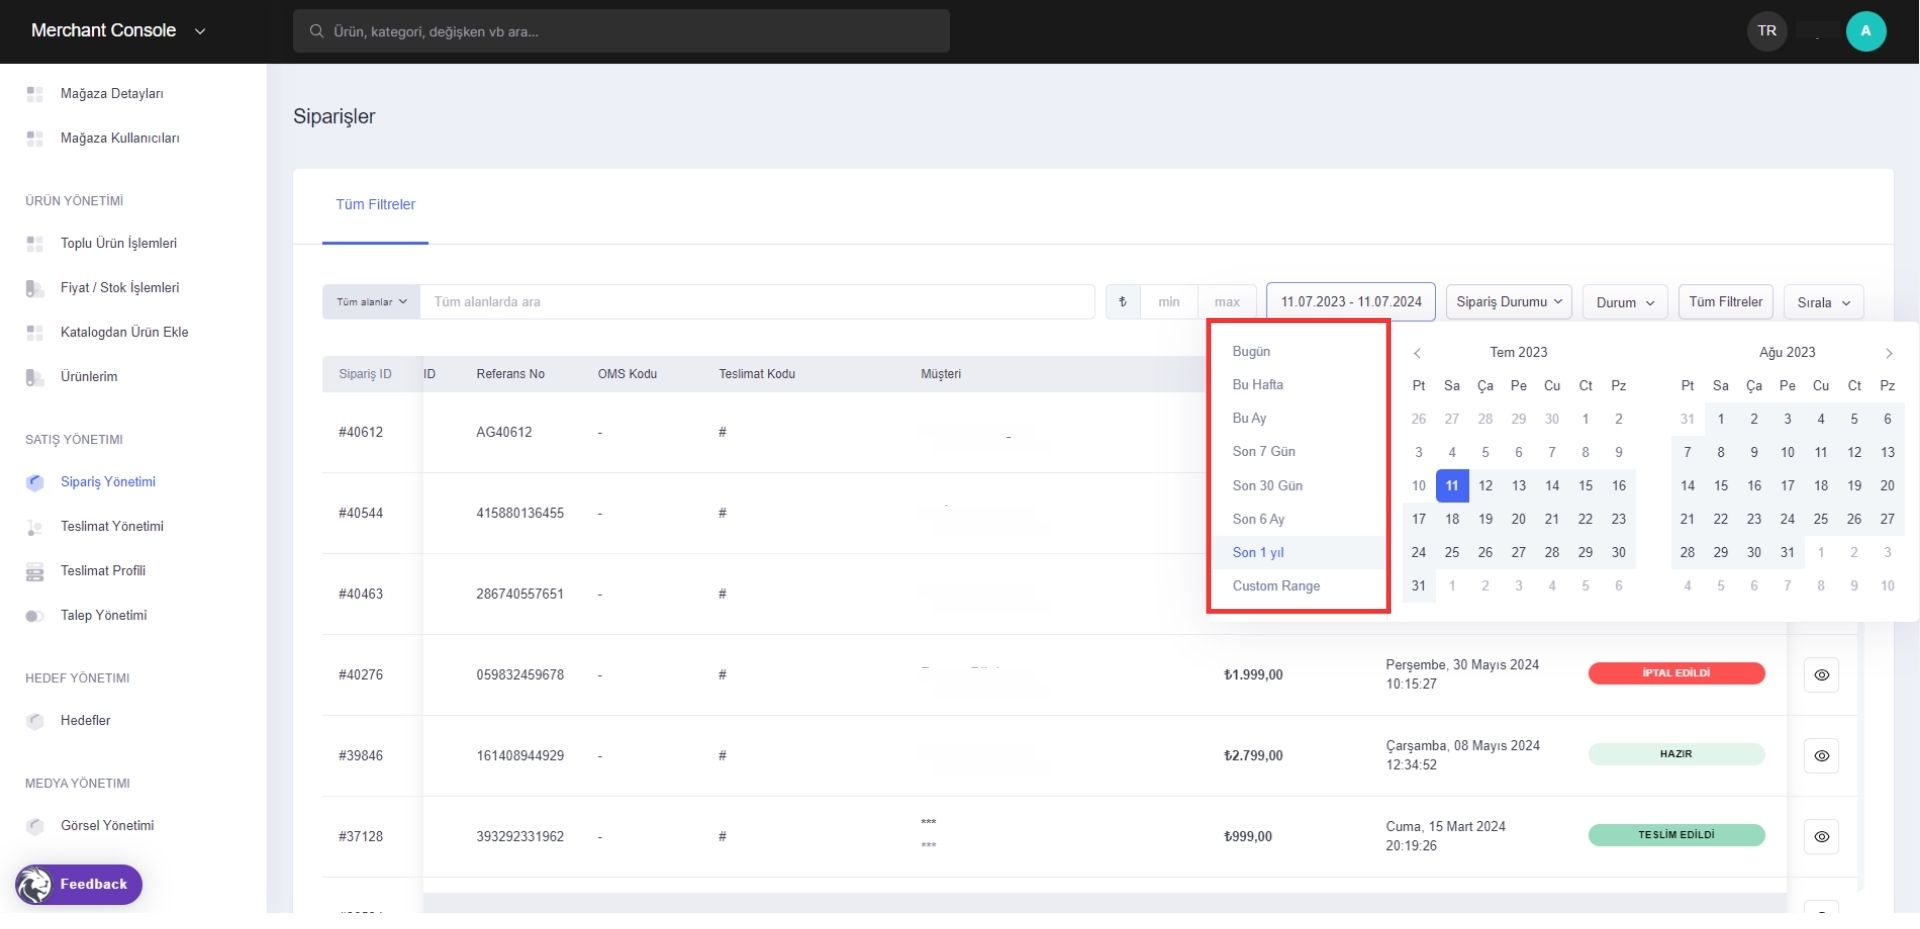 Merchant Console
Ürün, kategori, değişken vb ara...
TR
A
Mağaza Detayları
Mağaza Kullanıcıları
ÜRÜN YÖNETİMİ
Toplu Ürün İşlemleri
Fiyat / Stok İşlemleri
Katalogdan Ürün Ekle
Ürünlerim
SATIŞ YÖNETIMI
Sipariş Yönetimi
Teslimat Yönetimi
Teslimat Profili
Talep Yönetimi
HEDEF YÖNETIMI
Hedefler
MEDYA YÖNETIMI
Görsel Yönetimi
Feedback
Siparişler
Tüm Filtreler
Tüm alanlar Tüm alanlarda ara ₺ min max 11.07.2023 - 11.07.2024 Sipariş Durumu Durum Tüm Filtreler Sırala
Sipariş ID ID Referans No OMS Kodu Teslimat Kodu Müşteri
#40612 AG40612 - #
#40544 415880136455 - #
#40463 286740557651 - #
#40276 059832459678 - # ₺1.999,00 Perşembe, 30 Mayıs 2024 İPTAL EDİLDİ
10:15:27
#39846 161408944929 - # ₺2.799,00 Çarşamba, 08 Mayıs 2024 HAZIR
12:34:52
#37128 393292331962 - # *** ₺999,00 Cuma, 15 Mart 2024 TESLİM EDİLDİ
*** 20:19:26
Bugün
Bu Hafta
Bu Ay
Son 7 Gün
Son 30 Gün
Son 6 Ay
Son 1 yıl
Custom Range
Tem 2023
Pt Sa Ça Pe Cu Ct Pz
26 27 28 29 30 1 2
3 4 5 6 7 8 9
10 11 12 13 14 15 16
17 18 19 20 21 22 23
24 25 26 27 28 29 30
31 1 2 3 4 5 6
Ağu 2023
Pt Sa Ça Pe Cu Ct Pz
31 1 2 3 4 5 6
7 8 9 10 11 12 13
14 15 16 17 18 19 20
21 22 23 24 25 26 27
28 29 30 31 1 2 3
4 5 6 7 8 9 10